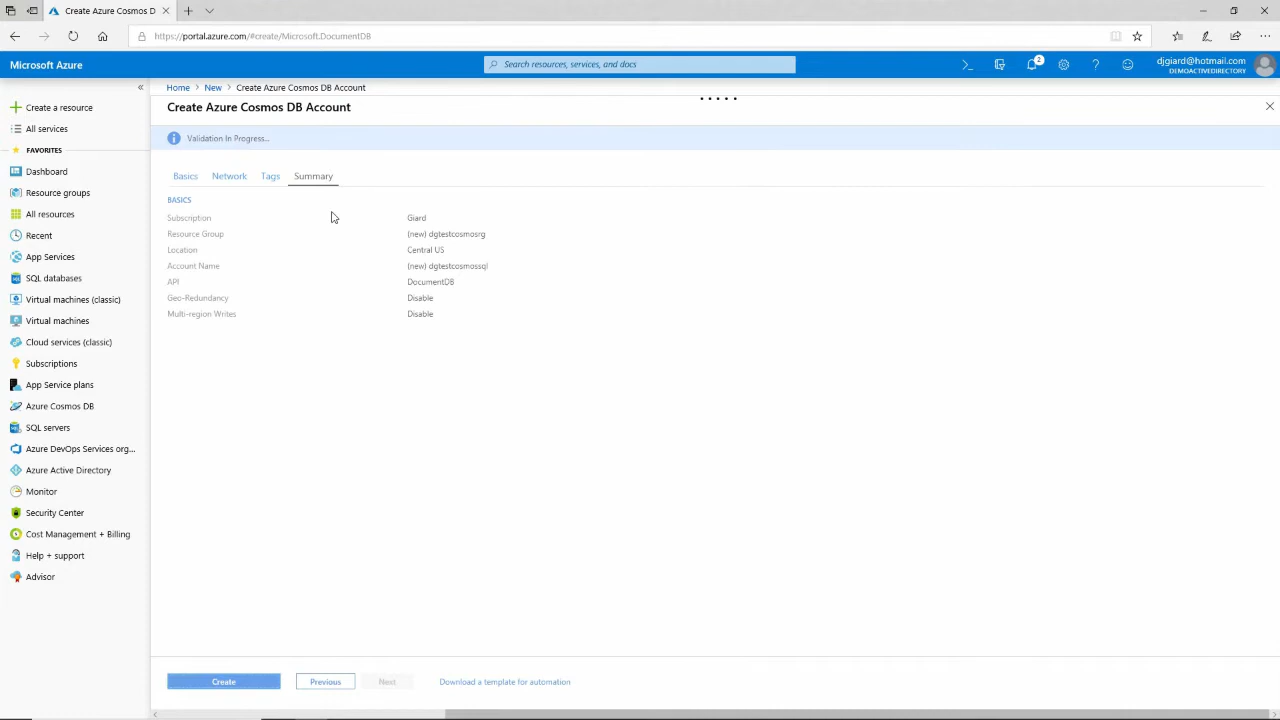 Create Azure Cosmos D
https://portal.azure.com/#create/Microsoft.DocumentDB
Microsoft Azure
Search resources, services, and docs
2
djgiard@hotmail.com
DEMOACTIVEDIRECTORY
Create a resource
All services
FAVORITES
Dashboard
Resource groups
All resources
Recent
App Services
SQL databases
Virtual machines (classic)
Virtual machines
Cloud services (classic)
Subscriptions
App Service plans
Azure Cosmos DB
SQL servers
Azure DevOps Services org...
Azure Active Directory
Monitor
Security Center
Cost Management + Billing
Help + support
Advisor
Home > New > Create Azure Cosmos DB Account
Create Azure Cosmos DB Account
Validation In Progress...
Basics Network Tags Summary
BASICS
Subscription Giard
Resource Group (new) dgtestcosmosrg
Location Central US
Account Name (new) dgtestcosmossql
API DocumentDB
Geo-Redundancy Disable
Multi-region Writes Disable
Create Previous Next Download a template for automation